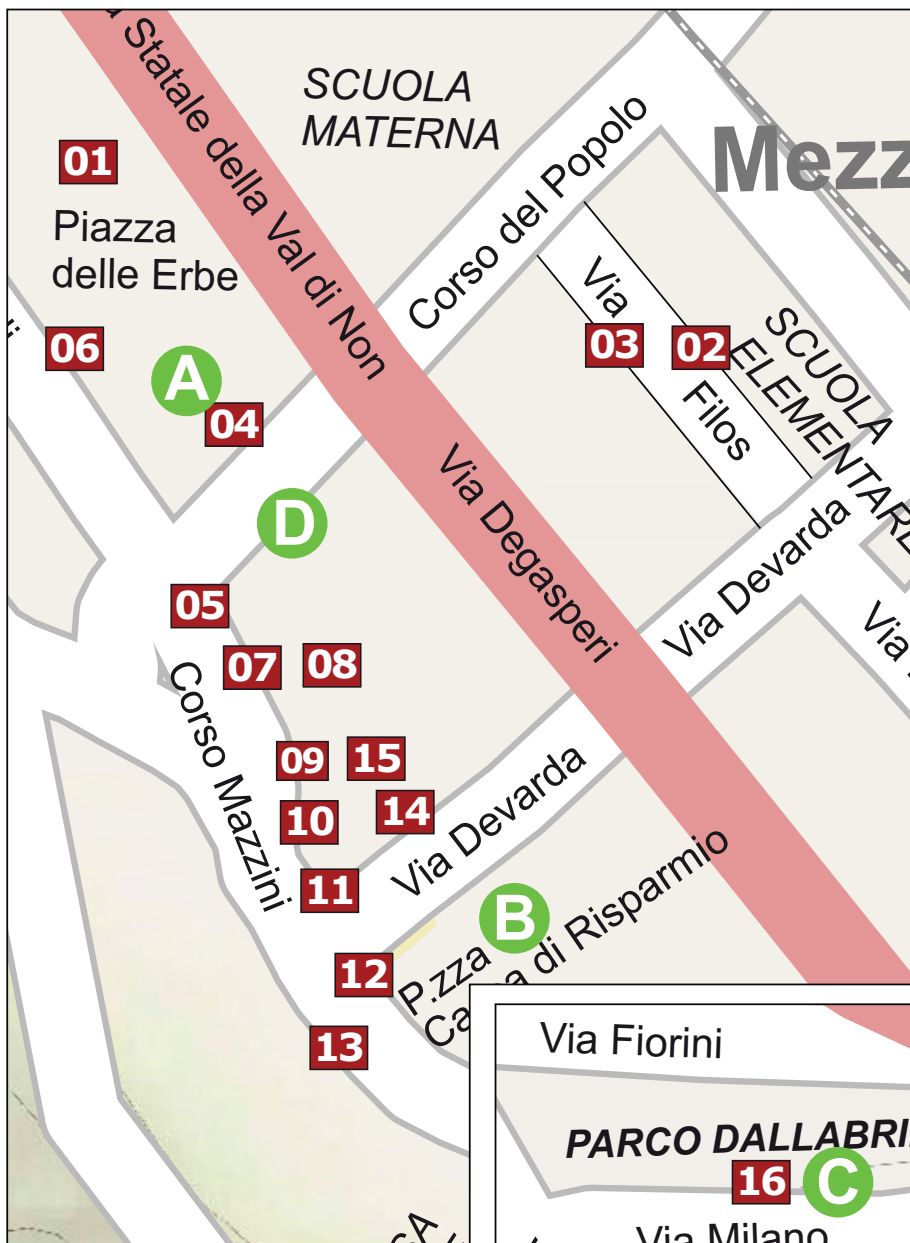 Statale della Val di Non
SCUOLA
MATERNA
01
Piazza
delle Erbe
Corso del Popolo
Mezz
Via
Filos
03
02
SCUOLA
ELEMENTARE
06
A
04
D
Via Degasperi
Via Devarda
Via
05
07
08
Corso Mazzini
09
15
10
14
11
Via Devarda
B
12
P.zza
Cassa di Risparmio
13
Via Fiorini
PARCO DALLABRI
16
C
Via Milano